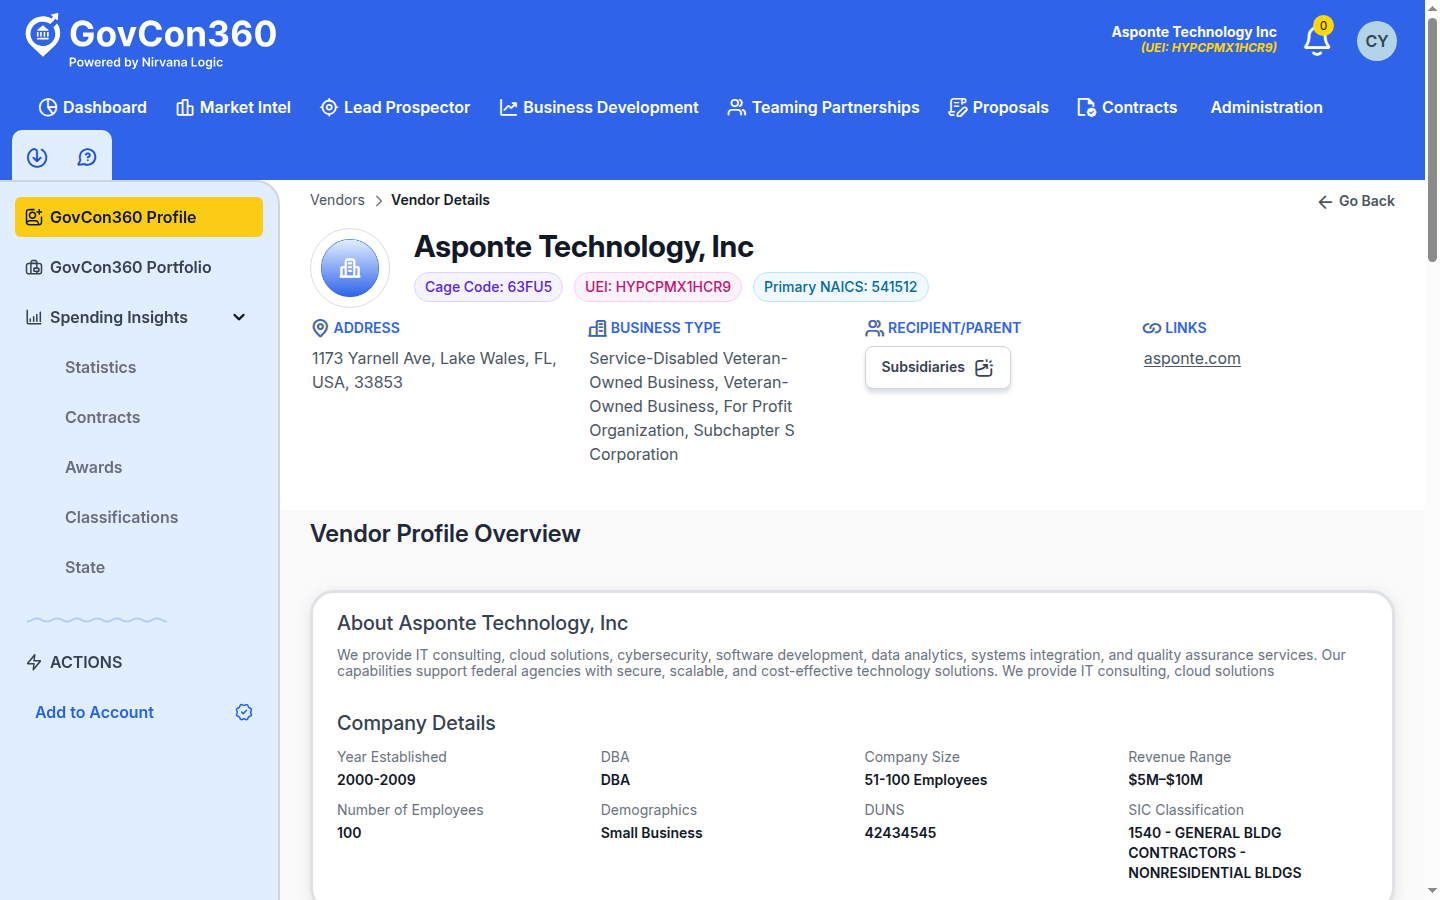 GovCon360
Powered by Nirvana Logic
Asponte Technology Inc
(UEI: HYPCPMX1HCR9)
0
CY
Dashboard
Market Intel
Lead Prospector
Business Development
Teaming Partnerships
Proposals
Contracts
Administration
GovCon360 Profile
GovCon360 Portfolio
Spending Insights
Statistics
Contracts
Awards
Classifications
State
ACTIONS
Add to Account
Vendors > Vendor Details
Go Back
Asponte Technology, Inc
Cage Code: 63FU5
UEI: HYPCPMX1HCR9
Primary NAICS: 541512
ADDRESS
1173 Yarnell Ave, Lake Wales, FL,
USA, 33853
BUSINESS TYPE
Service-Disabled Veteran-
Owned Business, Veteran-
Owned Business, For Profit
Organization, Subchapter S
Corporation
RECIPIENT/PARENT
Subsidiaries
LINKS
asponte.com
Vendor Profile Overview
About Asponte Technology, Inc
We provide IT consulting, cloud solutions, cybersecurity, software development, data analytics, systems integration, and quality assurance services. Our
capabilities support federal agencies with secure, scalable, and cost-effective technology solutions. We provide IT consulting, cloud solutions
Company Details
Year Established
2000-2009
DBA
DBA
Company Size
51-100 Employees
Revenue Range
$5M–$10M
Number of Employees
100
Demographics
Small Business
DUNS
42434545
SIC Classification
1540 - GENERAL BLDG
CONTRACTORS -
NONRESIDENTIAL BLDGS